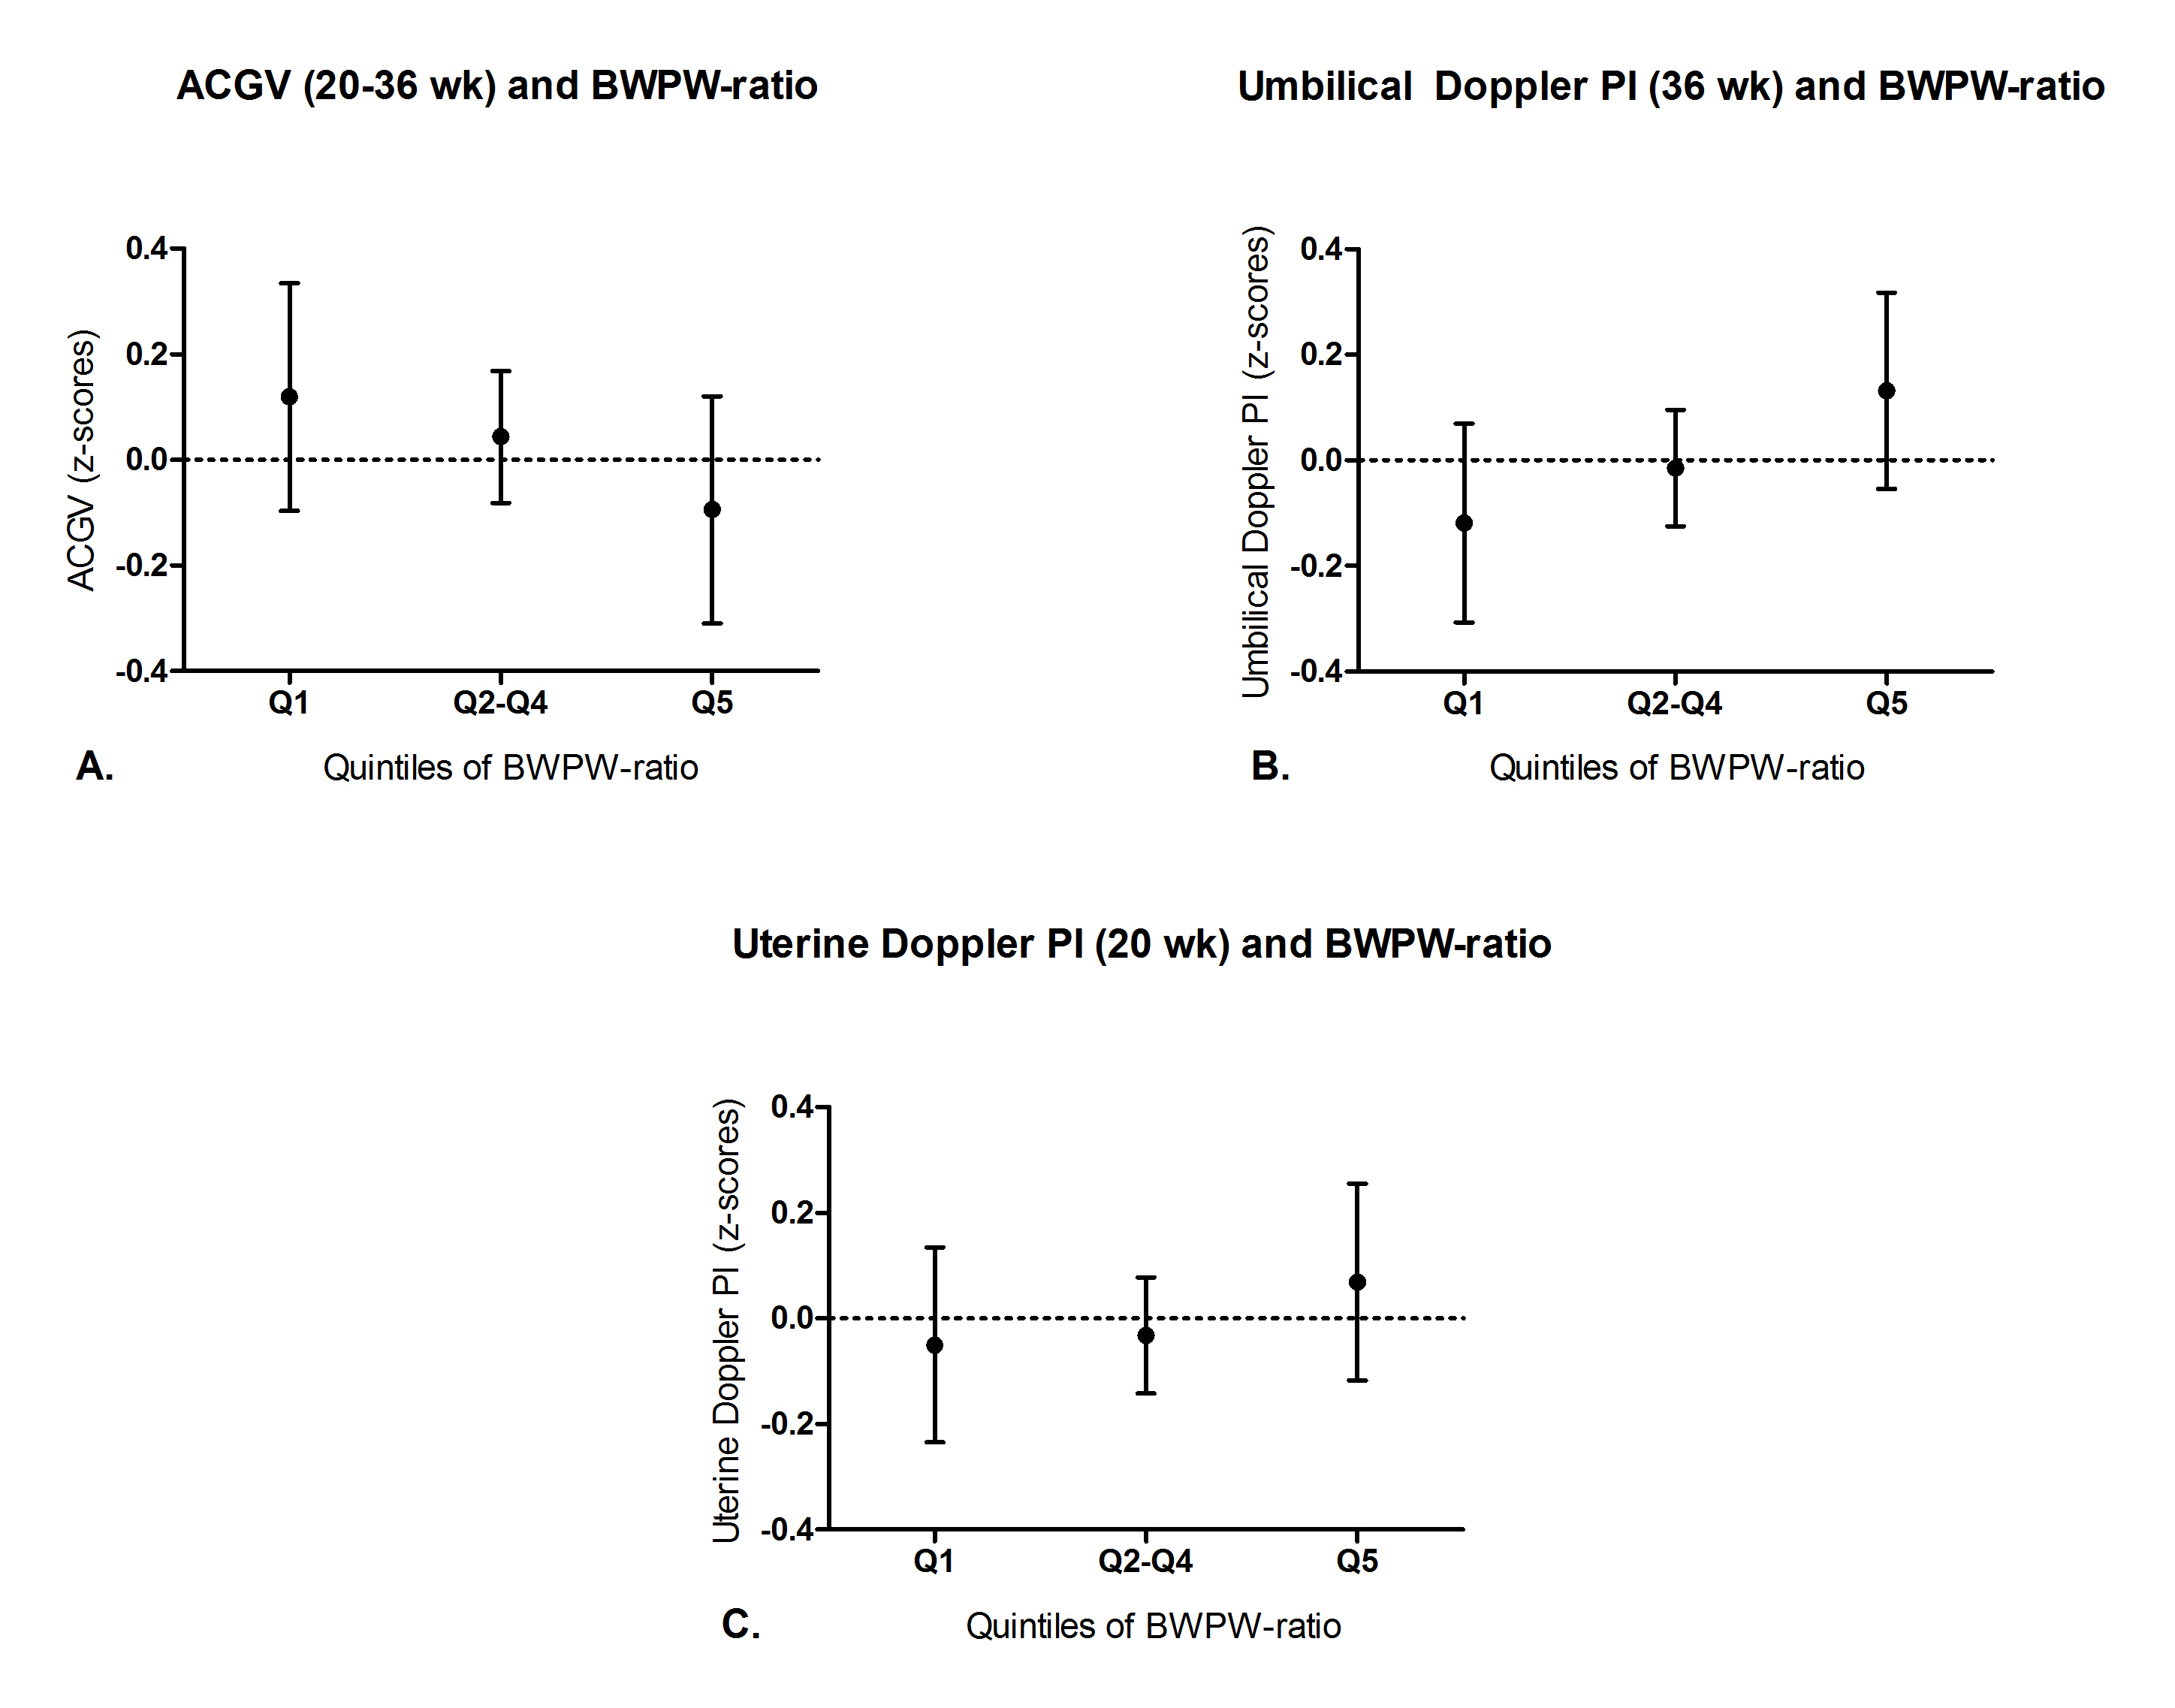 ACGV (20-36 wk) and BWPW-ratio
ACGV (z-scores)
0.4
0.2
0.0
-0.2
-0.4
Q1 Q2-Q4 Q5
A. Quintiles of BWPW-ratio
Umbilical Doppler PI (36 wk) and BWPW-ratio
Umbilical Doppler PI (z-scores)
0.4
0.2
0.0
-0.2
-0.4
Q1 Q2-Q4 Q5
B. Quintiles of BWPW-ratio
Uterine Doppler PI (20 wk) and BWPW-ratio
Uterine Doppler PI (z-scores)
0.4
0.2
0.0
-0.2
-0.4
Q1 Q2-Q4 Q5
C. Quintiles of BWPW-ratio